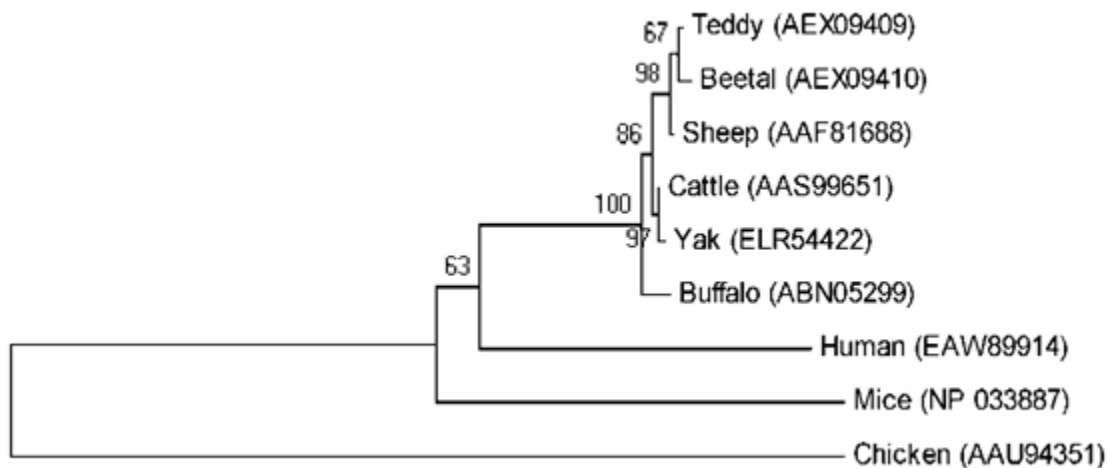 67 Teddy (AEX09409)
98 Beetal (AEX09410)
86 Sheep (AAF81688)
Cattle (AAS99651)
100
97 Yak (ELR54422)
63 Buffalo (ABN05299)
Human (EAW89914)
Mice (NP 033887)
Chicken (AAU94351)